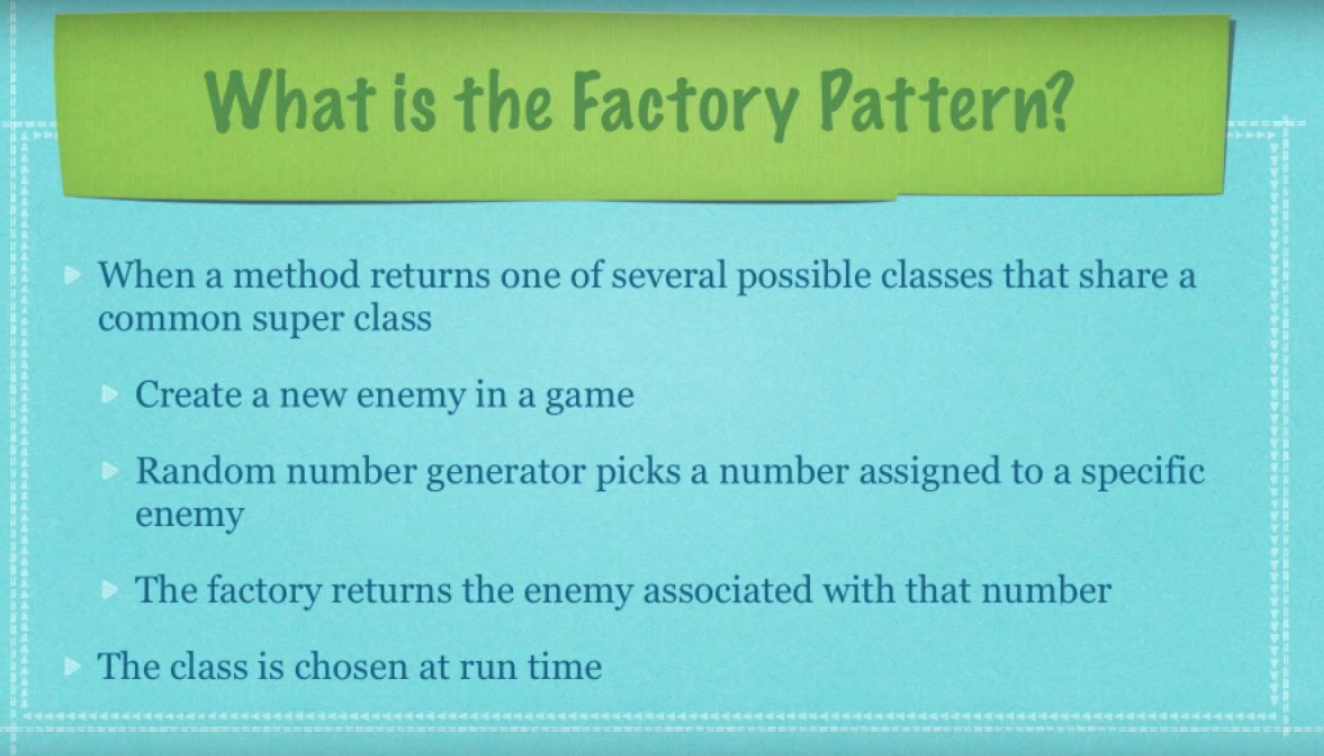 What is the Factory Pattern?
When a method returns one of several possible classes that share a
common super class
Create a new enemy in a game
Random number generator picks a number assigned to a specific
enemy
The factory returns the enemy associated with that number
The class is chosen at run time